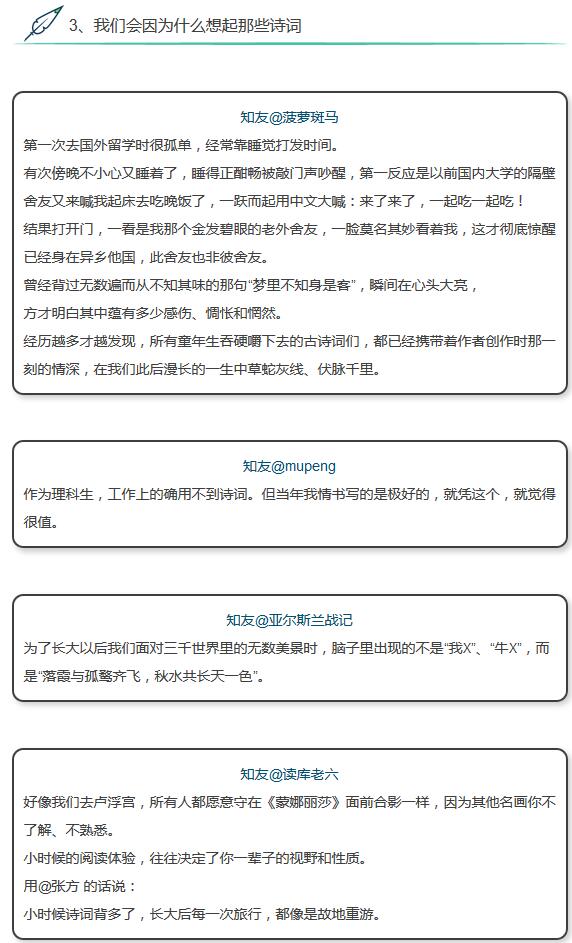 3、我们会因为什么想起那些诗词
知友@菠萝斑马
第一次去国外留学时很孤单，经常靠睡觉打发时间。
有次傍晚不小心又睡着了，睡得正酣畅被敲门声吵醒，第一反应是以前国内大学的隔壁
舍友又来喊我起床去吃晚饭了，一跃而起用中文大喊：来了来了，一起吃一起吃！
结果打开门，一看是我那个金发碧眼的老外舍友，一脸莫名其妙看着我，这才彻底惊醒
已经身在异乡他国，此舍友也非彼舍友。
曾经背过无数遍而从不知其味的那句“梦里不知身是客”，瞬间在心头大亮，
方才明白其中蕴有多少感伤、惆怅和惘然。
经历越多才越发现，所有童年生吞硬嚼下去的古诗词们，都已经携带着作者创作时那一
刻的情深，在我们此后漫长的一生中草蛇灰线、伏脉千里。
知友@mupeng
作为理科生，工作上的确用不到诗词。但当年我情书写的是极好的，就凭这个，就觉得
很值。
知友@亚尔斯兰战记
为了长大以后我们面对三千世界里的无数美景时，脑子里出现的不是“我X”、“牛X”，而
是“落霞与孤鹜齐飞，秋水共长天一色”。
知友@读库老六
好像我们去卢浮宫，所有人都愿意守在《蒙娜丽莎》面前合影一样，因为其他名画你不
了解、不熟悉。
小时候的阅读体验，往往决定了你一辈子的视野和性质。
用@张方 的话说：
小时候诗词背多了，长大后每一次旅行，都像是故地重游。